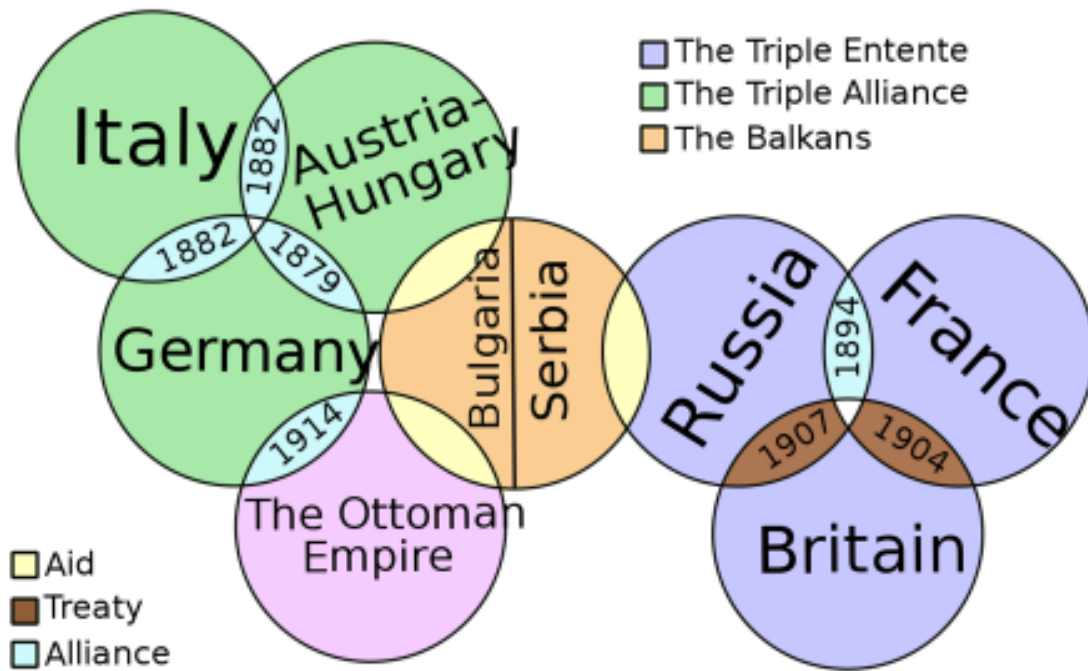 Italy
1882
Austria-
Hungary
The Triple Entente
The Triple Alliance
The Balkans
1882
1879
Germany
Bulgaria
Serbia
Russia
1894
France
1914
1907
1904
The Ottoman
Empire
Britain
Aid
Treaty
Alliance